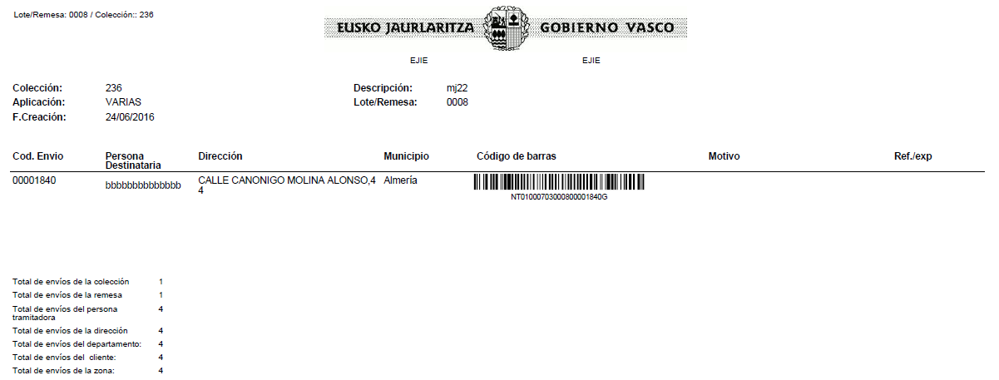 Lote/Remesa: 0008 / Colección:: 236
EUSKO JAURLARITZA GOBIERNO VASCO
EJIE EJIE
Colección: 236 Descripción: mj22
Aplicación: VARIAS Lote/Remesa: 0008
F.Creación: 24/06/2016
Cod. Envio Persona Destinataria Dirección Municipio Código de barras Motivo Ref./exp
00001840 bbbbbbbbbbbbbb CALLE CANONIGO MOLINA ALONSO,4 Almería
4
NT01000703000800001840G
Total de envíos de la colección 1
Total de envíos de la remesa 1
Total de envíos del persona 4
tramitadora
Total de envíos de la dirección 4
Total de envíos del departamento: 4
Total de envíos del cliente: 4
Total de envíos de la zona: 4